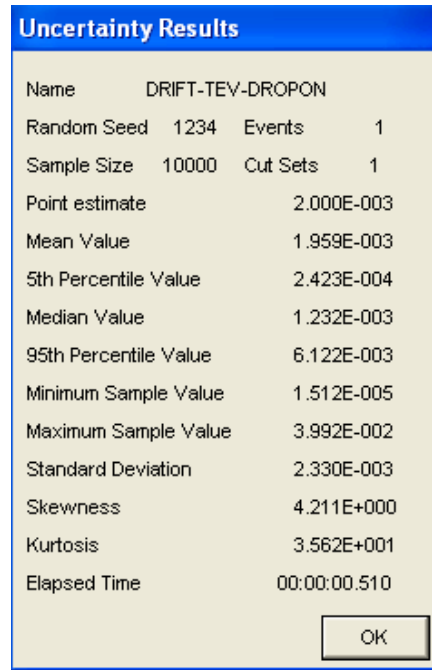 Uncertainty Results
Name DRIFT-TEV-DROPON
Random Seed 1234 Events 1
Sample Size 10000 Cut Sets 1
Point estimate 2.000E-003
Mean Value 1.959E-003
5th Percentile Value 2.423E-004
Median Value 1.232E-003
95th Percentile Value 6.122E-003
Minimum Sample Value 1.512E-005
Maximum Sample Value 3.992E-002
Standard Deviation 2.330E-003
Skewness 4.211E+000
Kurtosis 3.562E+001
Elapsed Time 00:00:00.510
OK